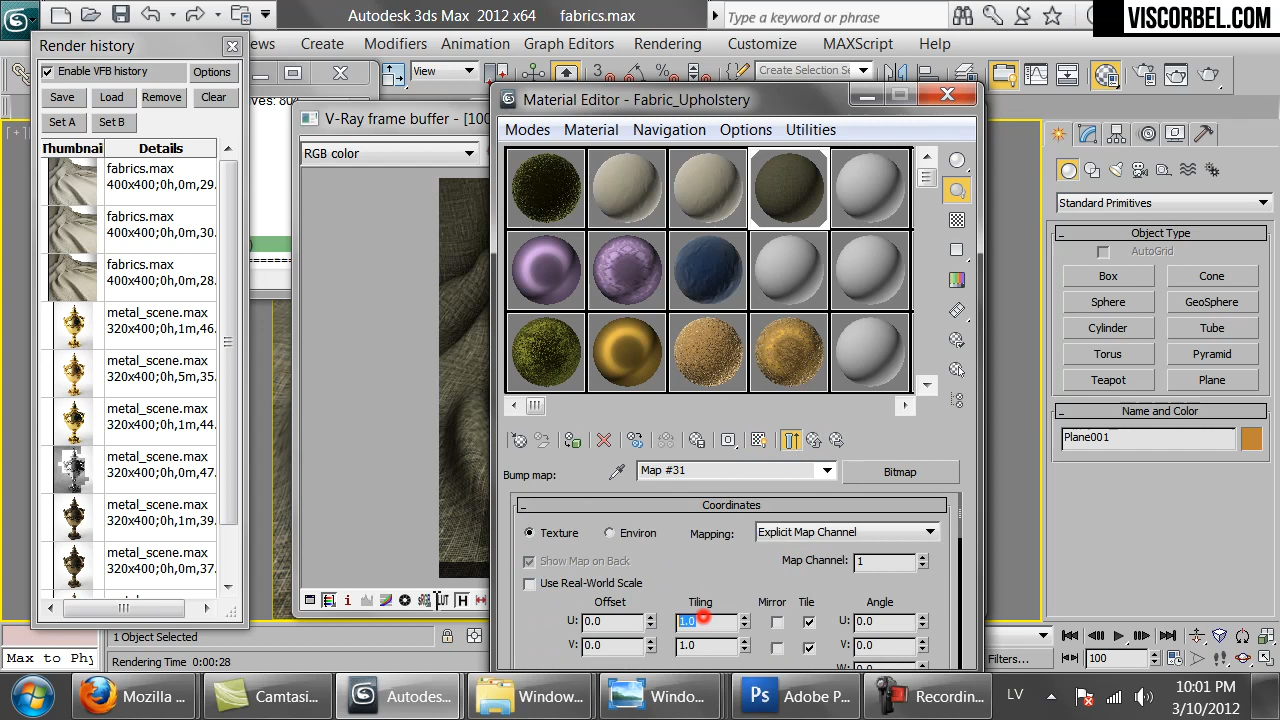 Autodesk 3ds Max 2012 x64 fabrics.max
Type a keyword or phrase
VISCORBEL.COM
Render history
Views Create Modifiers Animation Graph Editors Rendering Customize MAXScript Help
Enable VFB history Options
View
Create Selection Se
Save Load Remove Clear
Set A Set B
Thumbnai Details
fabrics.max
400x400;0h,0m,29.
fabrics.max
400x400;0h,0m,30.
fabrics.max
400x400;0h,0m,28.
metal_scene.max
320x400;0h,1m,46.
metal_scene.max
320x400;0h,5m,35.
metal_scene.max
320x400;0h,1m,44.
metal_scene.max
320x400;0h,0m,47.
metal_scene.max
320x400;0h,1m,39.
metal_scene.max
320x400;0h,0m,37.
V-Ray frame buffer - [100
RGB color
Material Editor - Fabric_Upholstery
Modes Material Navigation Options Utilities
Bump map: Map #31 Bitmap
- Coordinates
Texture Environ Mapping: Explicit Map Channel
Show Map on Back Map Channel: 1
Use Real-World Scale
Offset Tiling Mirror Tile Angle
U: 0.0 1.0 U: 0.0
V: 0.0 1.0 V: 0.0
Standard Primitives
- Object Type
AutoGrid
Box Cone
Sphere GeoSphere
Cylinder Tube
Torus Pyramid
Teapot Plane
- Name and Color
Plane001
1 Object Selected
Max to Phy
Rendering Time 0:00:28
Filters...
100
Mozilla ...
Camtasi...
Autodes...
Window...
Windo...
Adobe P...
Recordin...
LV
10:01 PM
3/10/2012